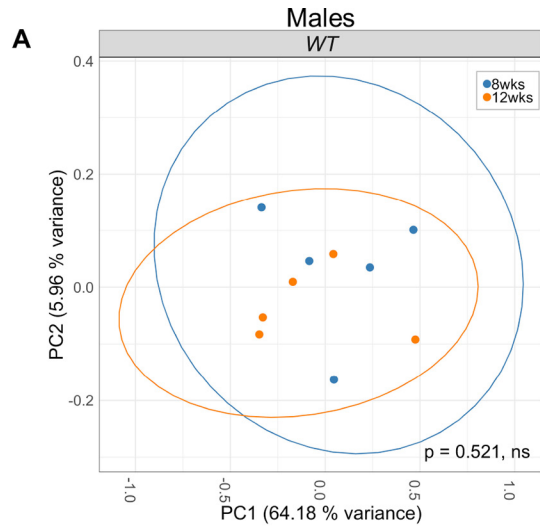 Males
A
WT
8wks
12wks
0.4
0.2
0.0
-0.2
PC2 (5.96 % variance)
p = 0.521, ns
-1.0
-0.5
0.0
0.5
1.0
PC1 (64.18 % variance)